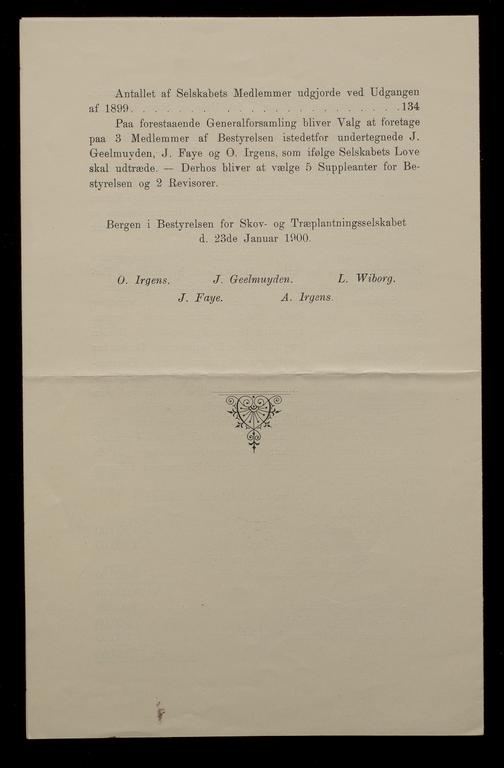 Antallet af Selskabets Medlemmer udgjorde ved Udgangen
af 1899. . . . . . . . . . . . . . . . . . . . . . .134
Paa forestaaende Generalforsamling bliver Valg at foretage
paa 3 Medlemmer af Bestyrelsen istedetfor undertegnede J.
Geelmuyden, J. Faye og O. Irgens, som ifølge Selskabets Love
skal udtræde. — Derhos bliver at vælge 5 Suppleanter for Be-
styrelsen og 2 Revisorer.
Bergen i Bestyrelsen for Skov- og Træplantningsselskabet
d. 23de Januar 1900.
O. Irgens. J. Geelmuyden. L. Wiborg.
J. Faye. A. Irgens.